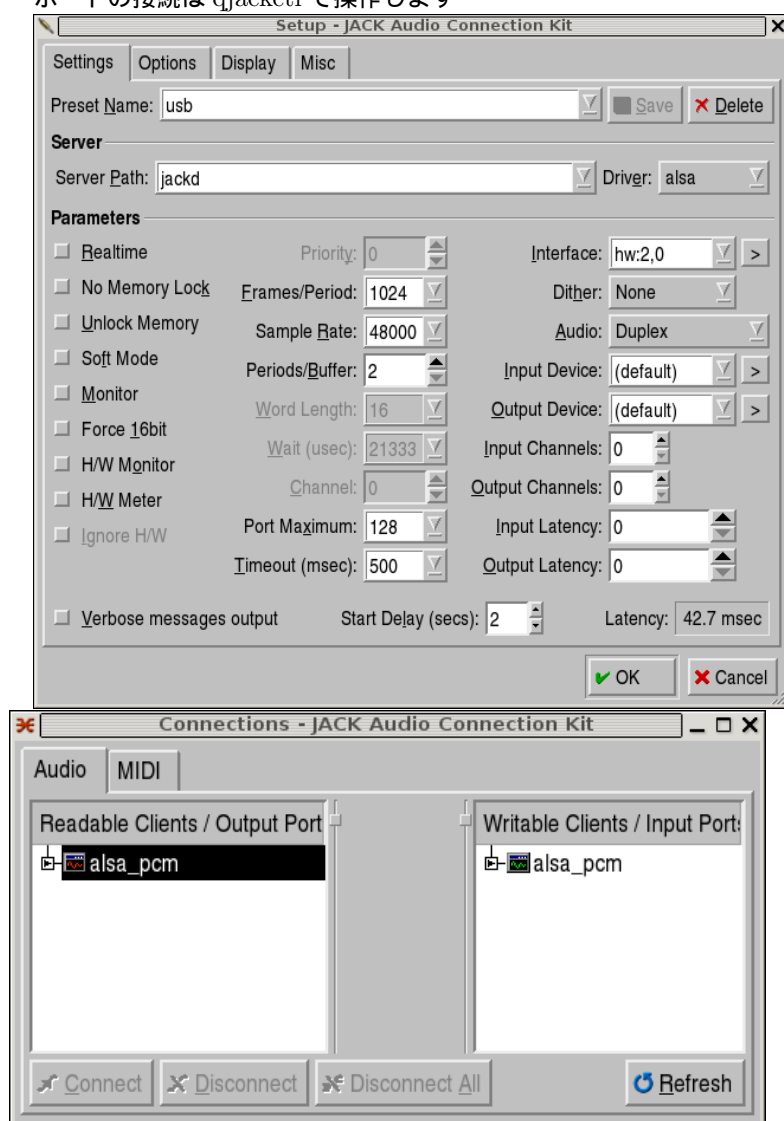 ポートの接続は qjackctl で操作します
Setup - JACK Audio Connection Kit
Settings Options Display Misc
Preset Name: usb Save Delete
Server
Server Path: jackd Driver: alsa
Parameters
Realtime Priority: 0 Interface: hw:2,0 >
No Memory Lock Frames/Period: 1024 Dither: None
Unlock Memory Sample Rate: 48000 Audio: Duplex
Soft Mode Periods/Buffer: 2 Input Device: (default) >
Monitor Word Length: 16 Output Device: (default) >
Force 16bit Wait (usec): 21333 Input Channels: 0
H/W Monitor Channel: 0 Output Channels: 0
H/W Meter Port Maximum: 128 Input Latency: 0
Ignore H/W Timeout (msec): 500 Output Latency: 0
Verbose messages output Start Delay (secs): 2 Latency: 42.7 msec
OK Cancel
Connections - JACK Audio Connection Kit
Audio MIDI
Readable Clients / Output Port Writable Clients / Input Ports
alsa_pcm alsa_pcm
Connect Disconnect Disconnect All Refresh